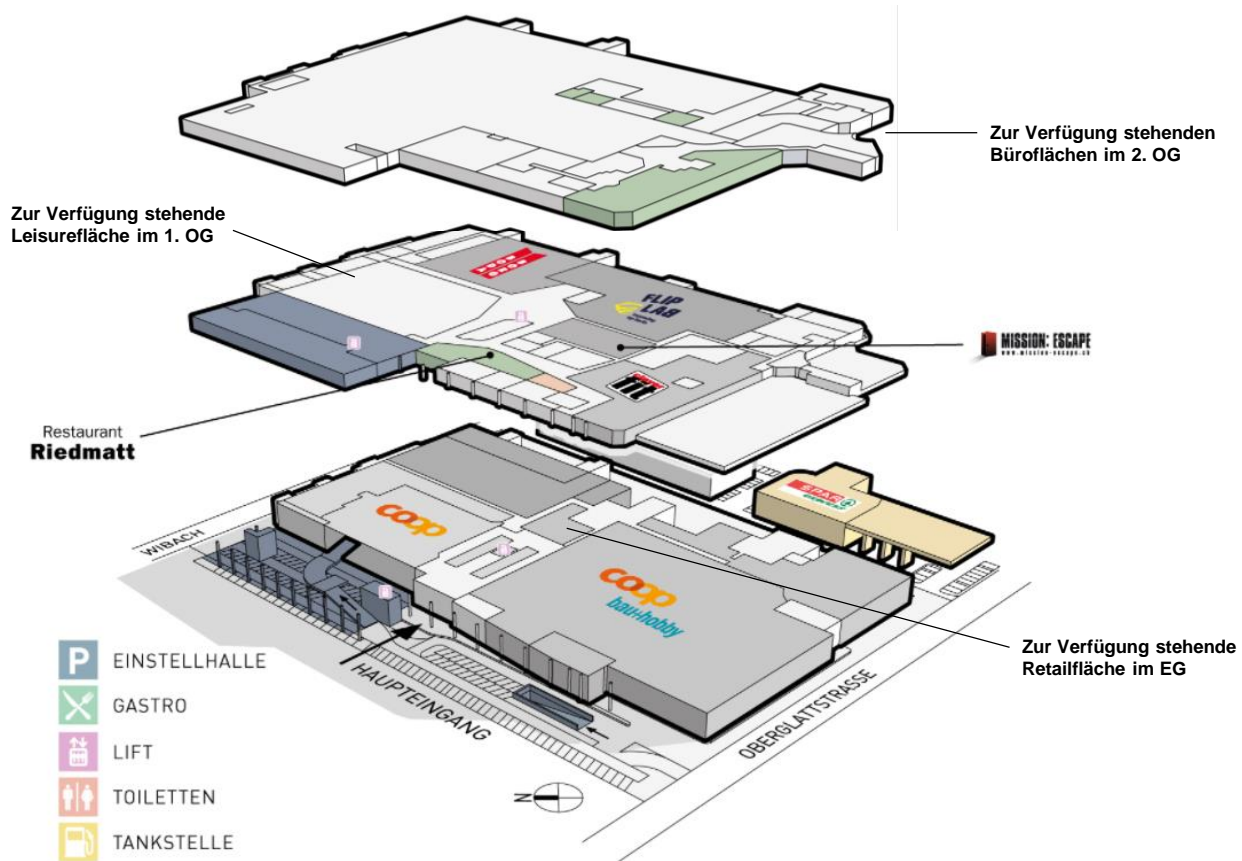 Zur Verfügung stehenden
Büroflächen im 2. OG
Zur Verfügung stehende
Leisurefläche im 1. OG
FLIP
LAB
MISSION: ESCAPE
www.mission-escape.ch
fit
Restaurant
Riedmatt
SPAR
express
WIBACH
coop
coop
bau+hobby
Zur Verfügung stehende
Retailfläche im EG
HAUPTEINGANG
OBERGLATTSTRASSE
N
P EINSTELLHALLE
GASTRO
LIFT
TOILETTEN
TANKSTELLE